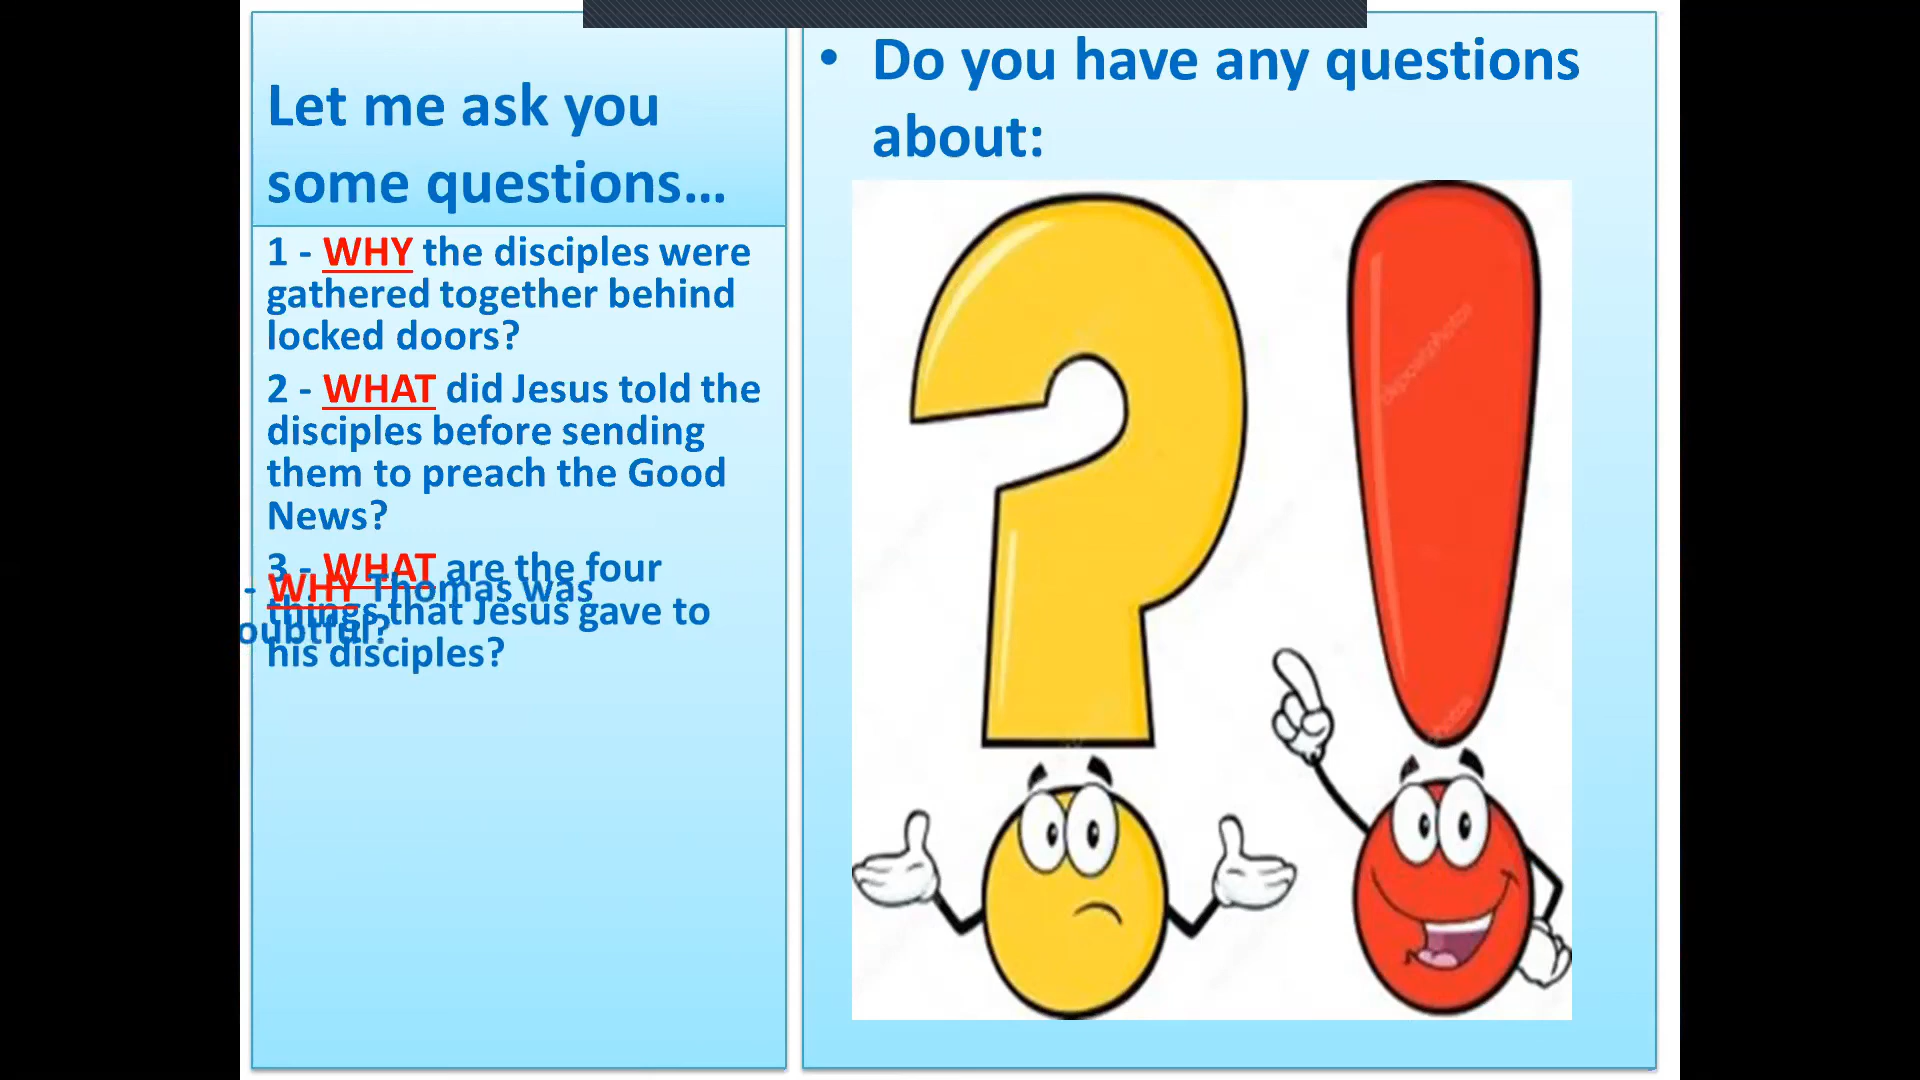 Let me ask you
some questions...
1 - WHY the disciples were
gathered together behind
locked doors?
2 - WHAT did Jesus told the
disciples before sending
them to preach the Good
News?
3 - WHAT are the four
things that Jesus gave to
his disciples?
- WHY Thomas was
oubtful?
• Do you have any questions
about:
depositphotos